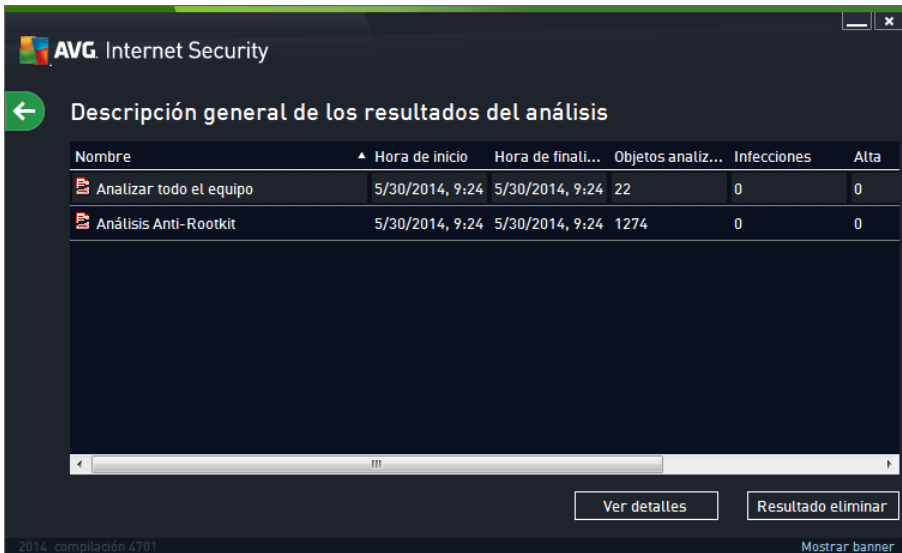 AVG. Internet Security
Descripción general de los resultados del análisis
Nombre Hora de inicio Hora de finali... Objetos analiz... Infecciones Alta
Analizar todo el equipo 5/30/2014, 9:24 5/30/2014, 9:24 22 0 0
Análisis Anti-Rootkit 5/30/2014, 9:24 5/30/2014, 9:24 1274 0 0
Ver detalles Resultado eliminar
2014 compilación 4701 Mostrar banner